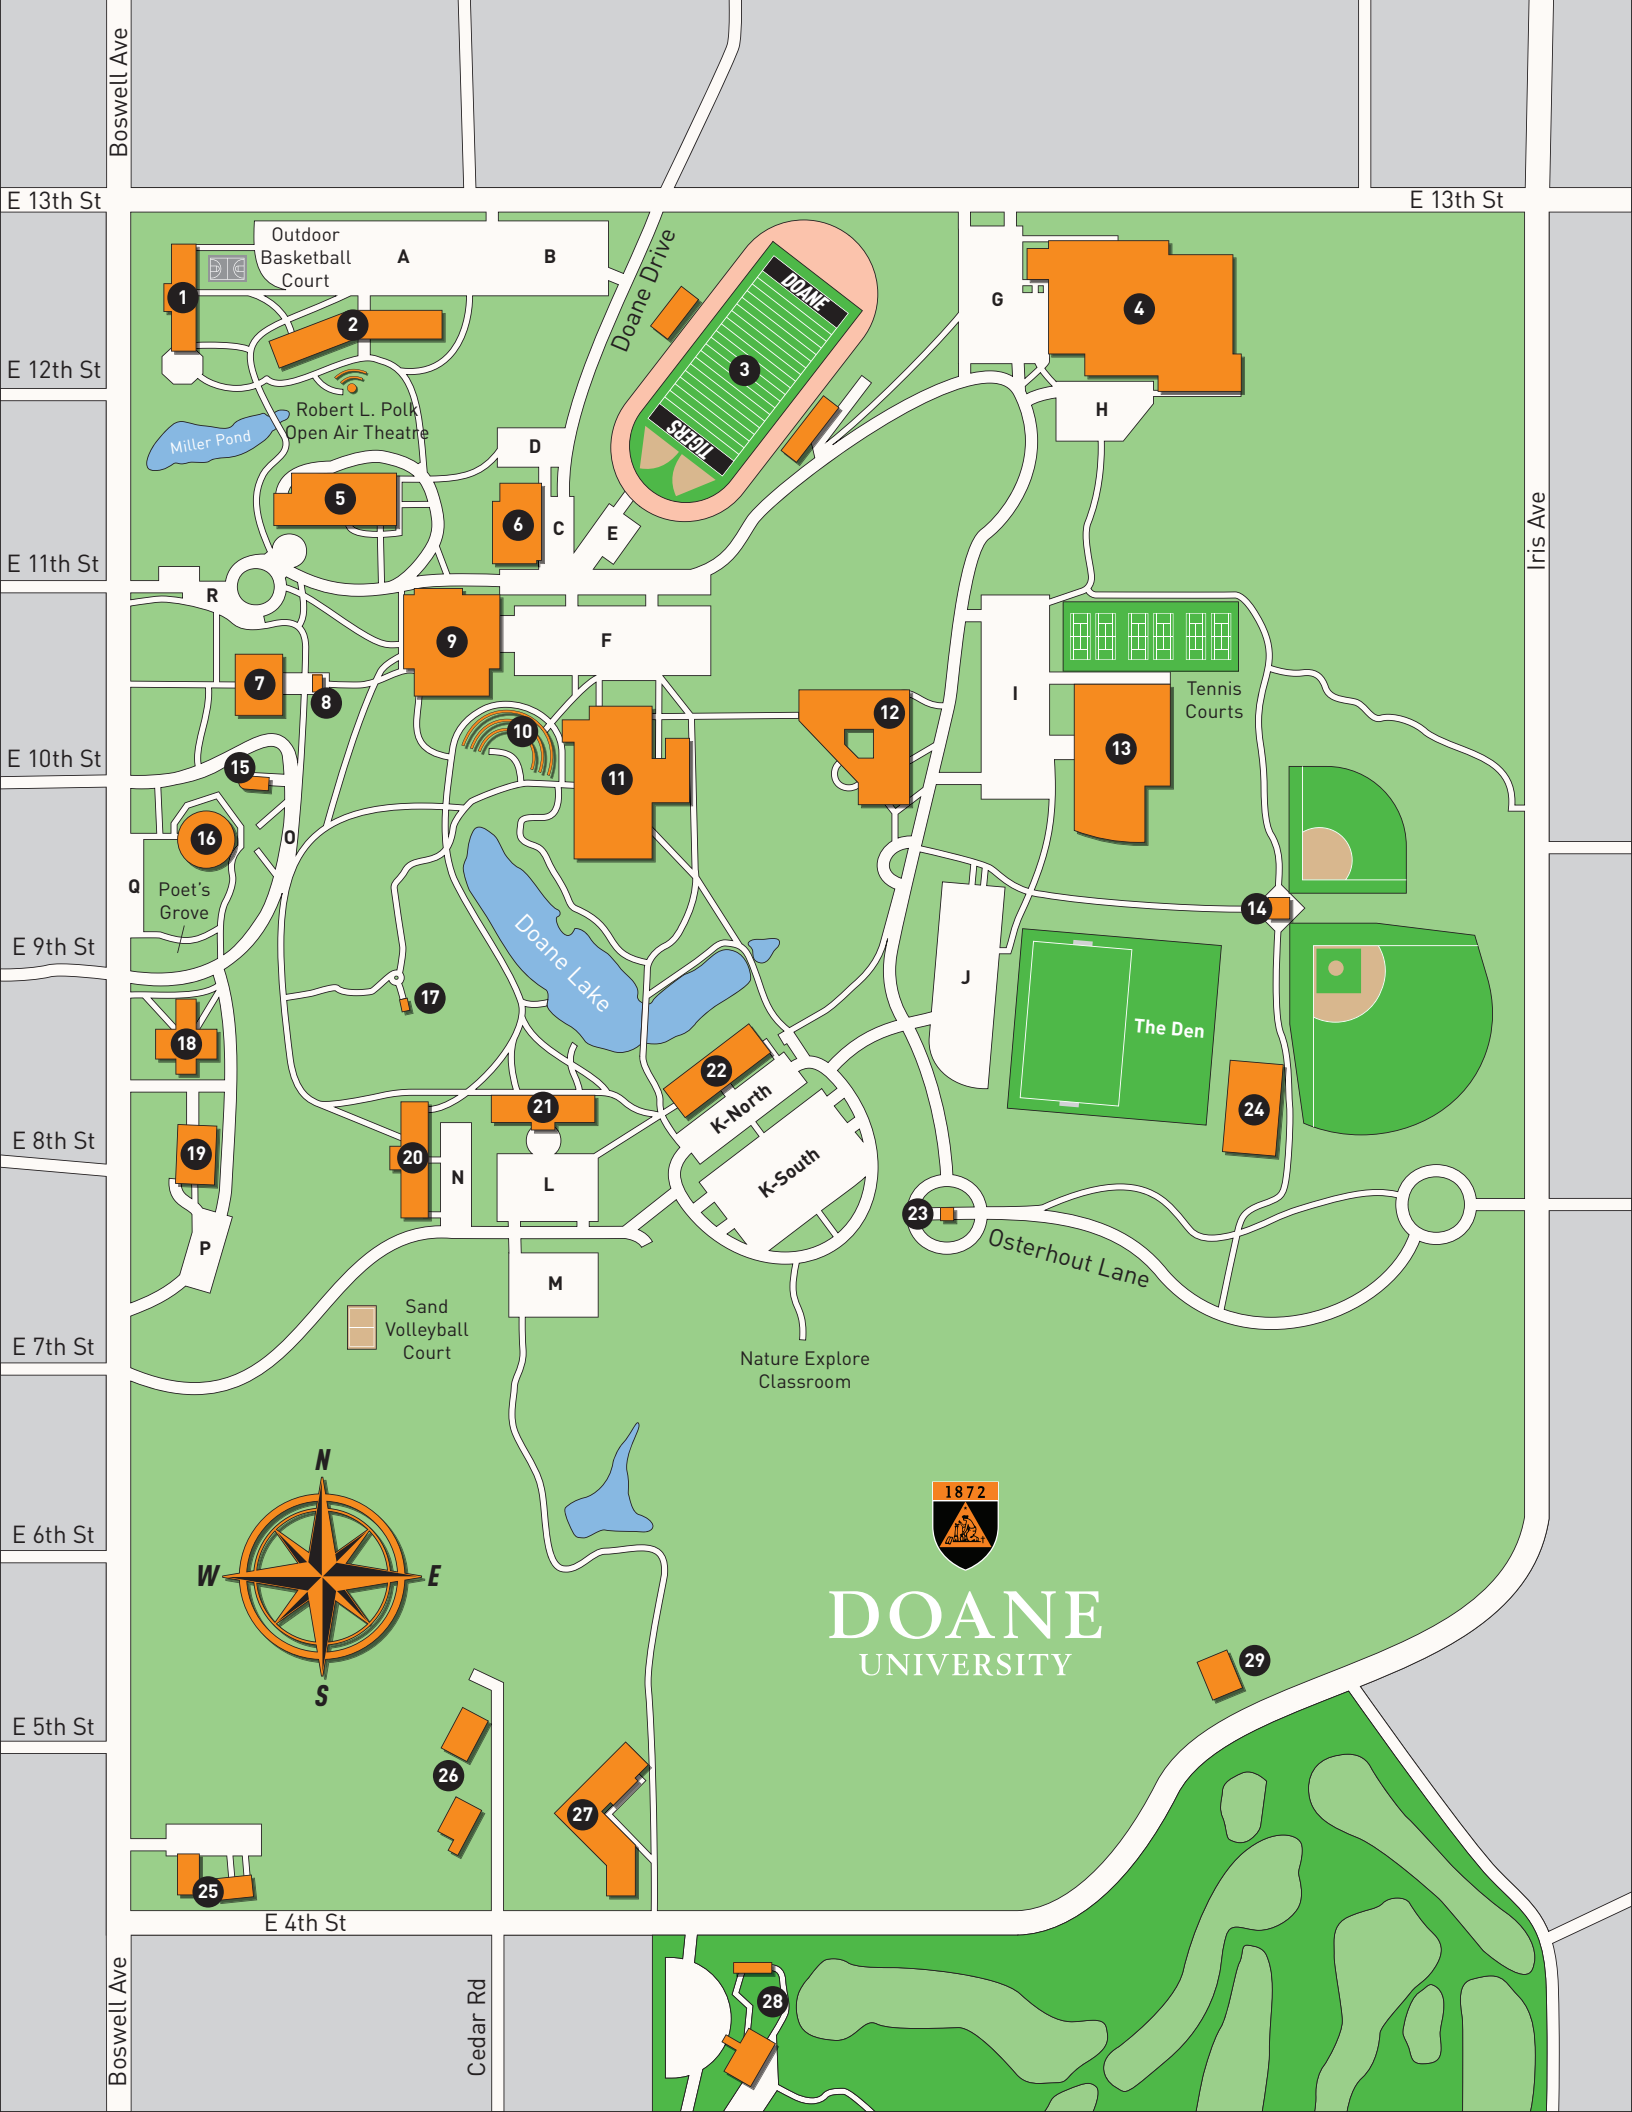 Boswell Ave
E 13th St
E 13th St
Outdoor
Basketball
Court
A
B
Doane Drive
DOANE
G
1
2
3
4
E 12th St
TIGERS
H
Robert L. Polk
Open Air Theatre
Miller Pond
D
5
6
C
E
Iris Ave
E 11th St
R
9
F
7
8
I
Tennis
Courts
10
12
13
E 10th St
15
11
16
O
Q
Poet's
Grove
14
E 9th St
Doane Lake
J
17
The Den
18
22
K-North
21
24
E 8th St
19
20
N
L
K-South
23
Osterhout Lane
P
M
Sand
Volleyball
Court
E 7th St
Nature Explore
Classroom
N
W
E
S
1872
DOANE
UNIVERSITY
E 6th St
29
E 5th St
26
27
25
E 4th St
Boswell Ave
Cedar Rd
28